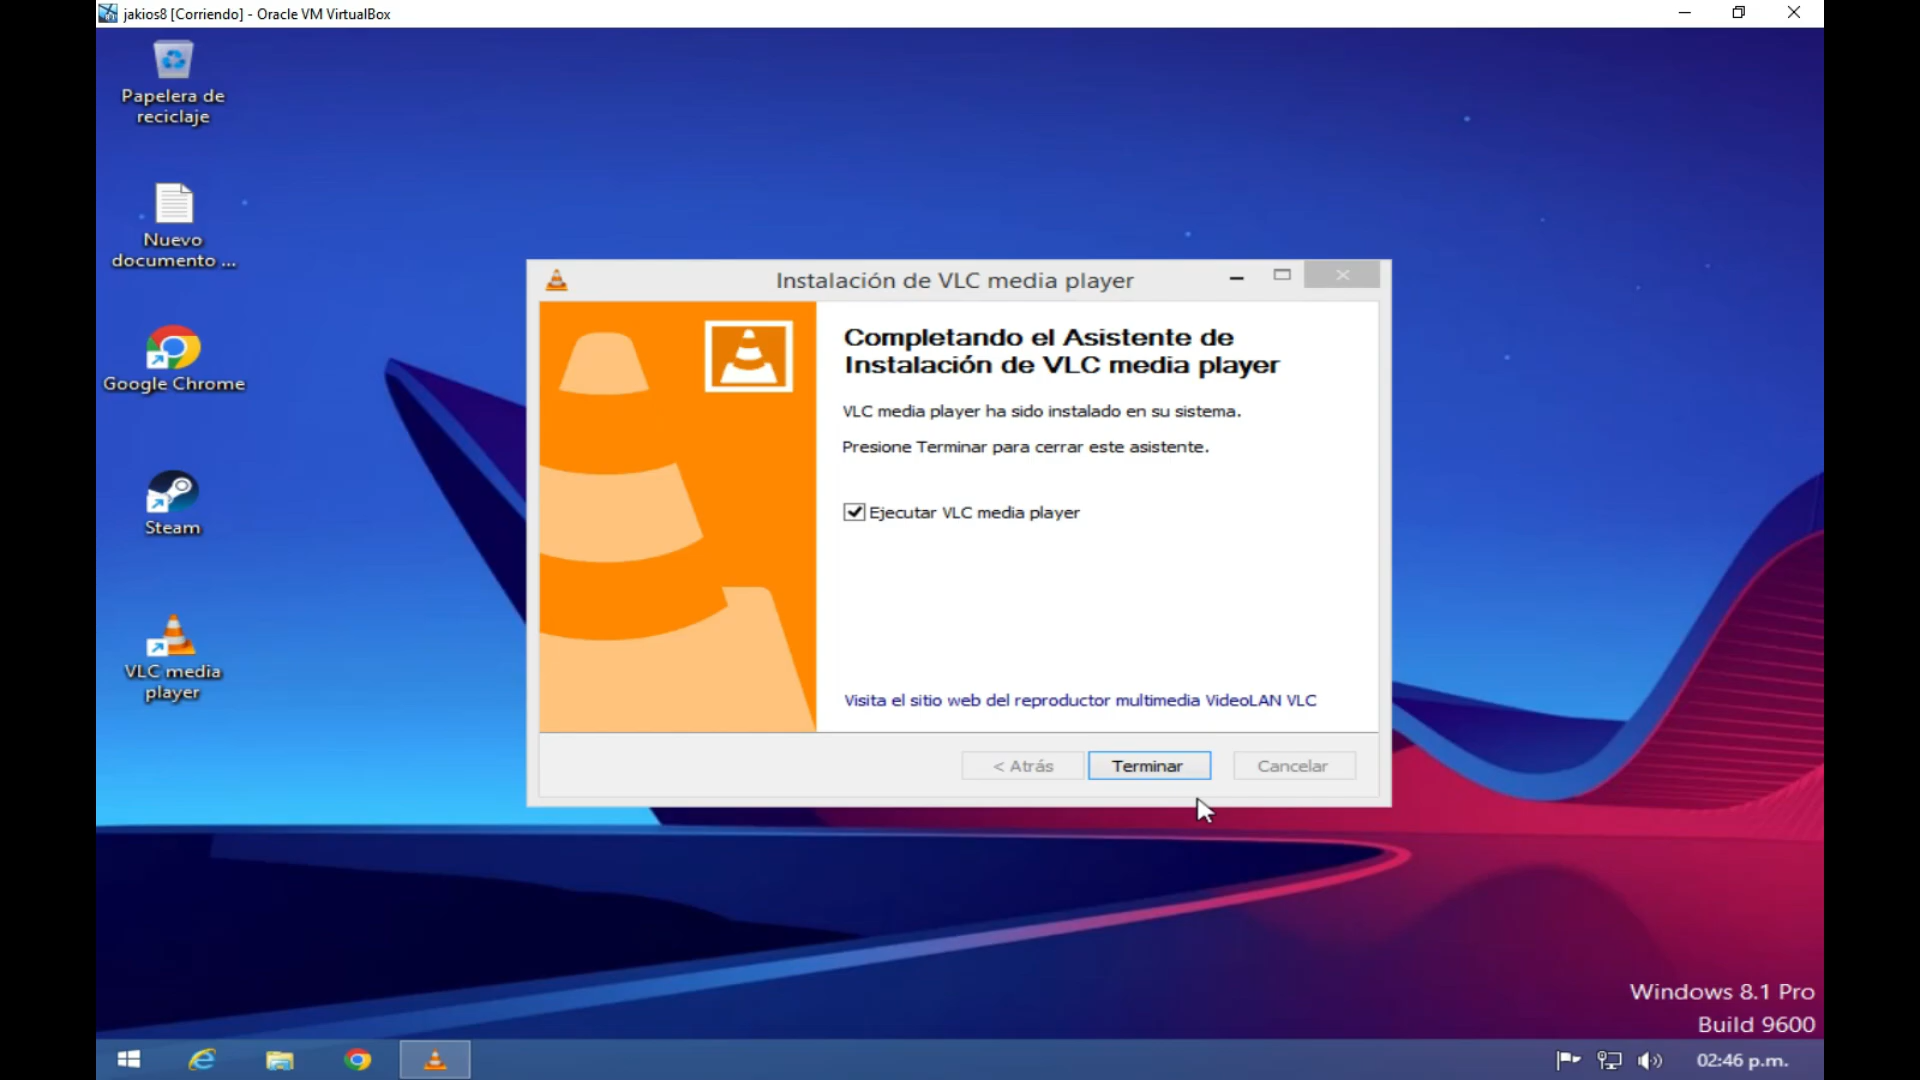 jakios8 [Corriendo] - Oracle VM VirtualBox
Papelera de
reciclaje
Nuevo
documento ...
Google Chrome
Steam
VLC media
player
Instalación de VLC media player
Completando el Asistente de
Instalación de VLC media player
VLC media player ha sido instalado en su sistema.
Presione Terminar para cerrar este asistente.
Ejecutar VLC media player
Visita el sitio web del reproductor multimedia VideoLAN VLC
< Atrás
Terminar
Cancelar
Windows 8.1 Pro
Build 9600
02:46 p.m.